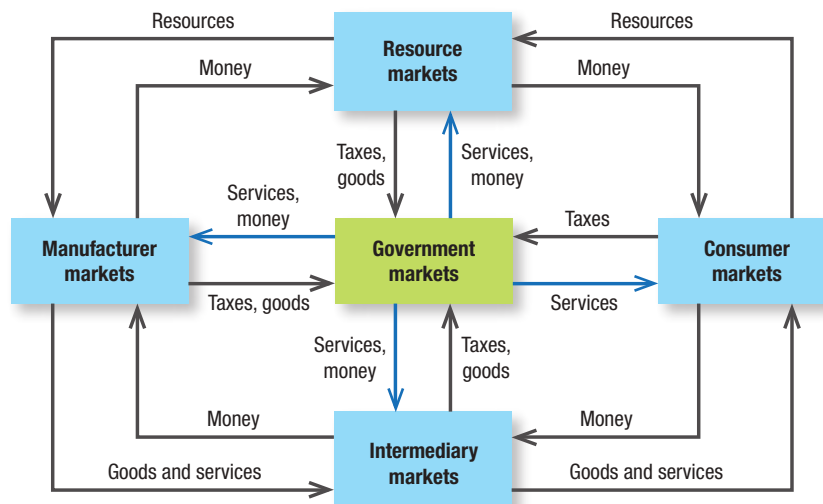 Resources
Resources
Resource
markets
Money
Money
Taxes,
goods
Services,
money
Services,
money
Taxes
Manufacturer
markets
Government
markets
Consumer
markets
Taxes, goods
Services
Services,
money
Taxes,
goods
Money
Money
Intermediary
markets
Goods and services
Goods and services